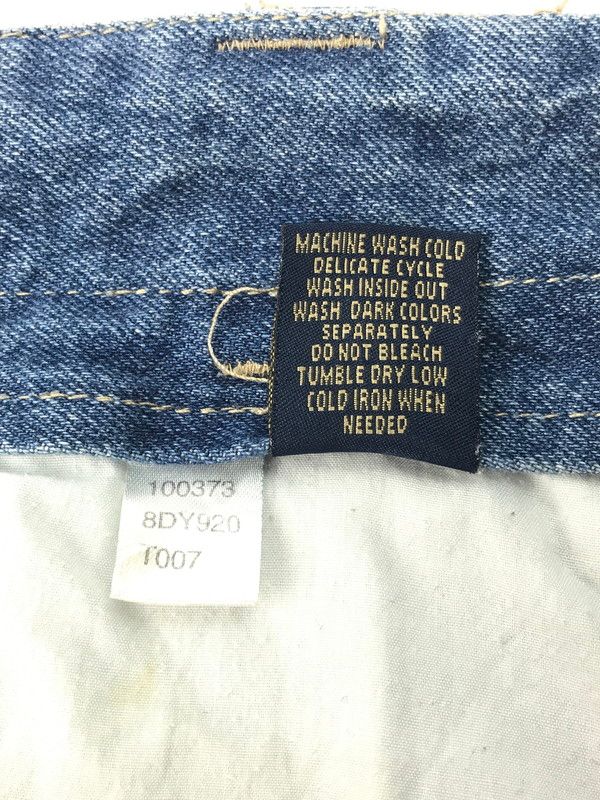 MACHINE WASH COLD
DELICATE CYCLE
WASH INSIDE OUT
WASH DARK COLORS
SEPARATELY
DO NOT BLEACH
TUMBLE DRY LOW
COLD IRON WHEN
NEEDED
100373
8DY920
T007